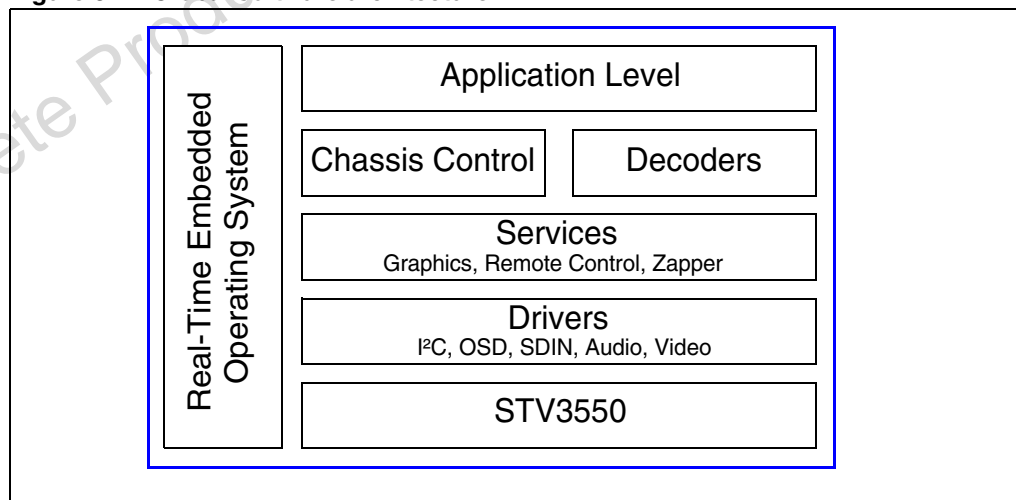 Real-Time Embedded
Operating System
Application Level
Chassis Control
Decoders
Services
Graphics, Remote Control, Zapper
Drivers
I²C, OSD, SDIN, Audio, Video
STV3550